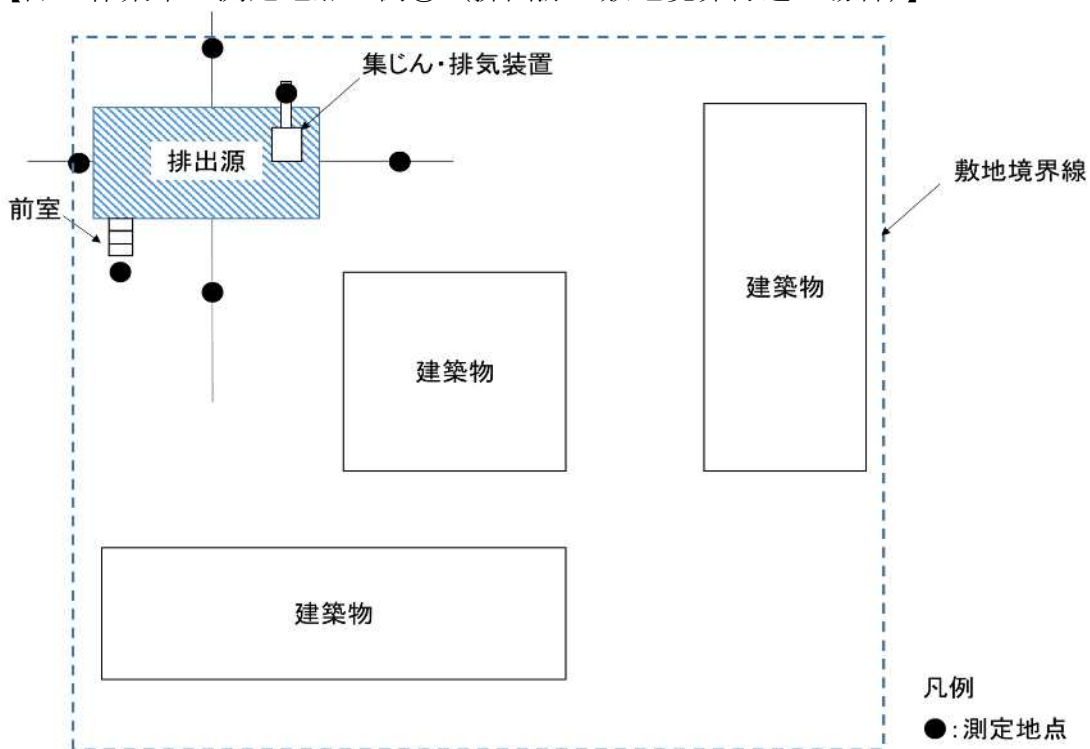 集じん・排気装置
排出源
敷地境界線
前室
建築物
建築物
建築物
凡例
●:測定地点